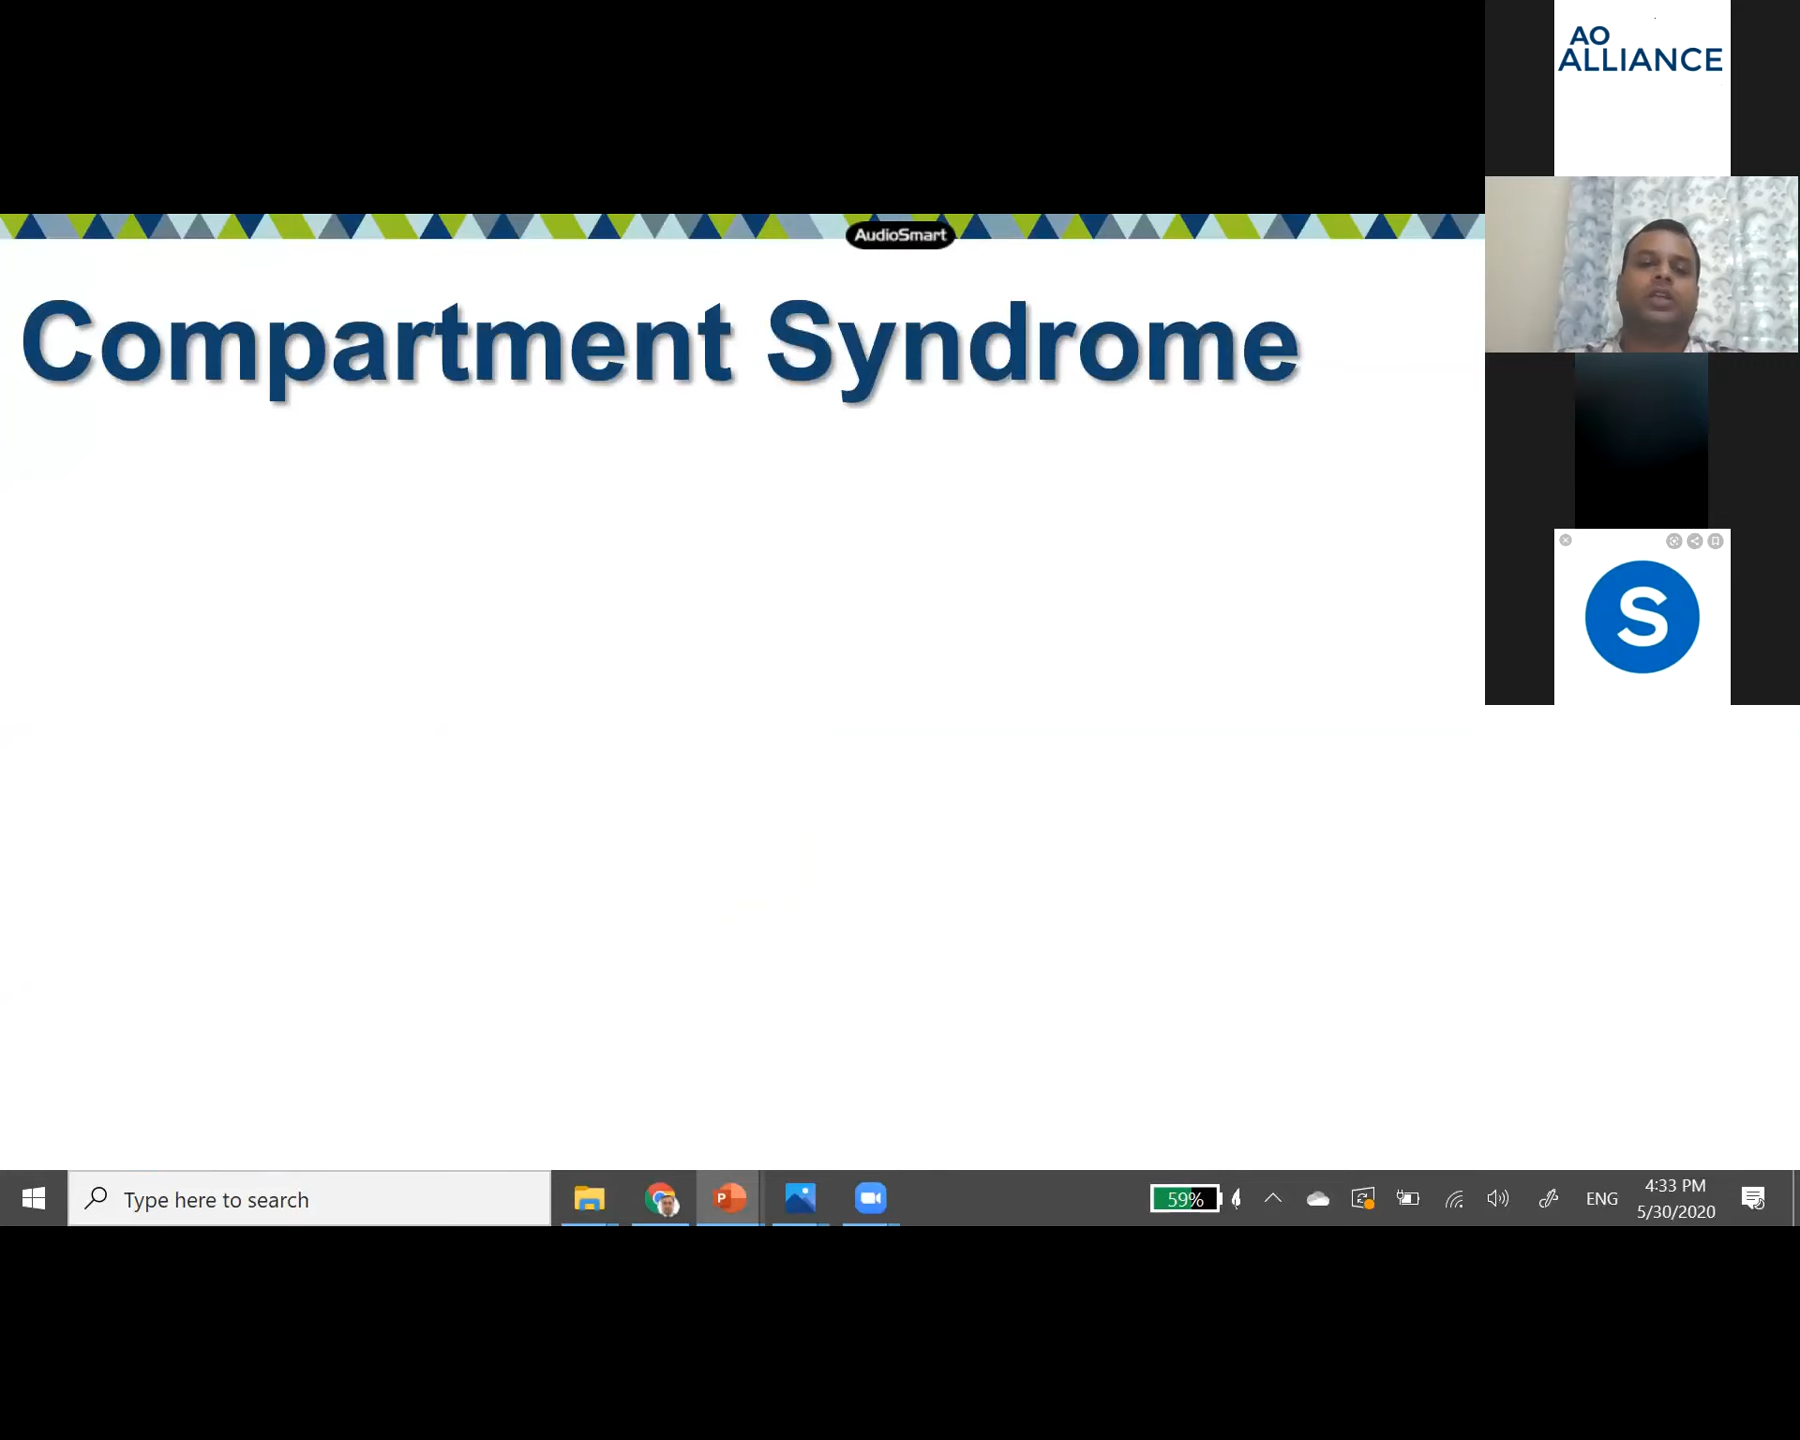 AO
ALLIANCE
AudioSmart
Compartment Syndrome
S
Type here to search
P
59%
ENG
4:33 PM
5/30/2020